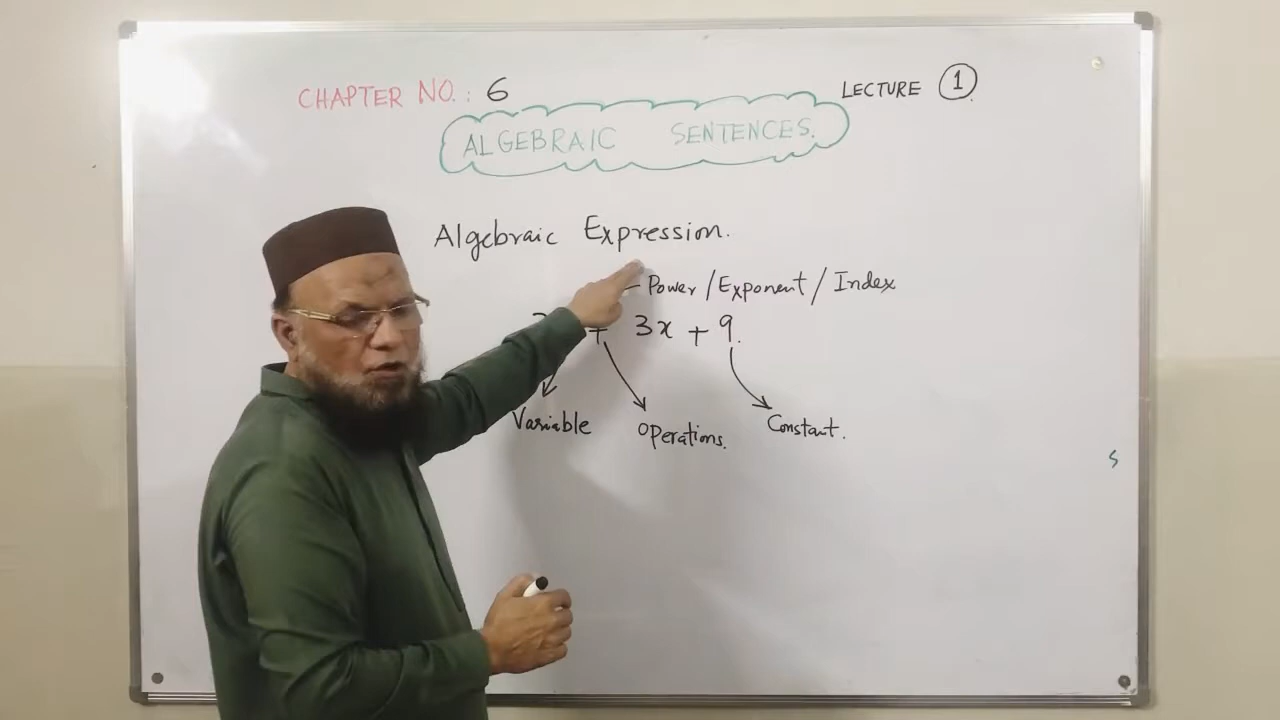 CHAPTER NO.: 6
LECTURE 1.
ALGEBRAIC SENTENCES.
Algebraic Expression.
Power/Exponent/Index
+ 3x + 9.
Variable
Operations.
Constant.
S